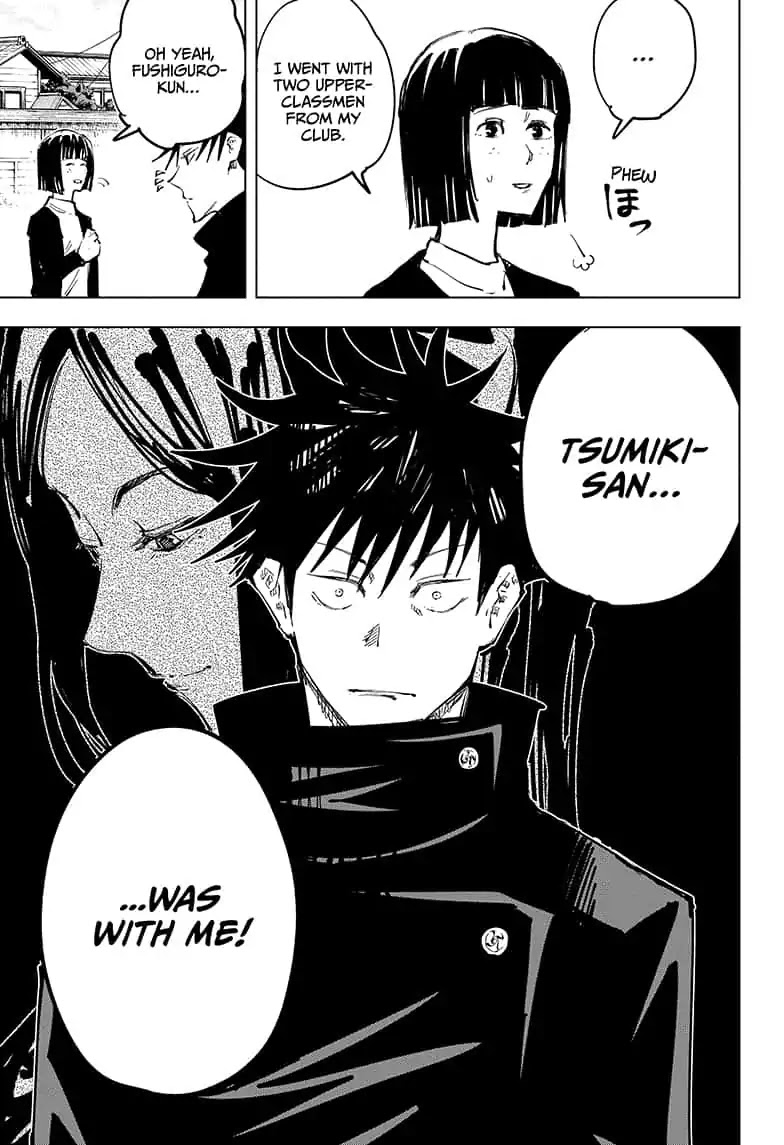 ...
PHEW
ほっ
I WENT WITH
TWO UPPER-
CLASSMEN
FROM MY
CLUB.
OH YEAH,
FUSHIGURO-
KUN...
TSUMIKI-
SAN...
...WAS
WITH ME!